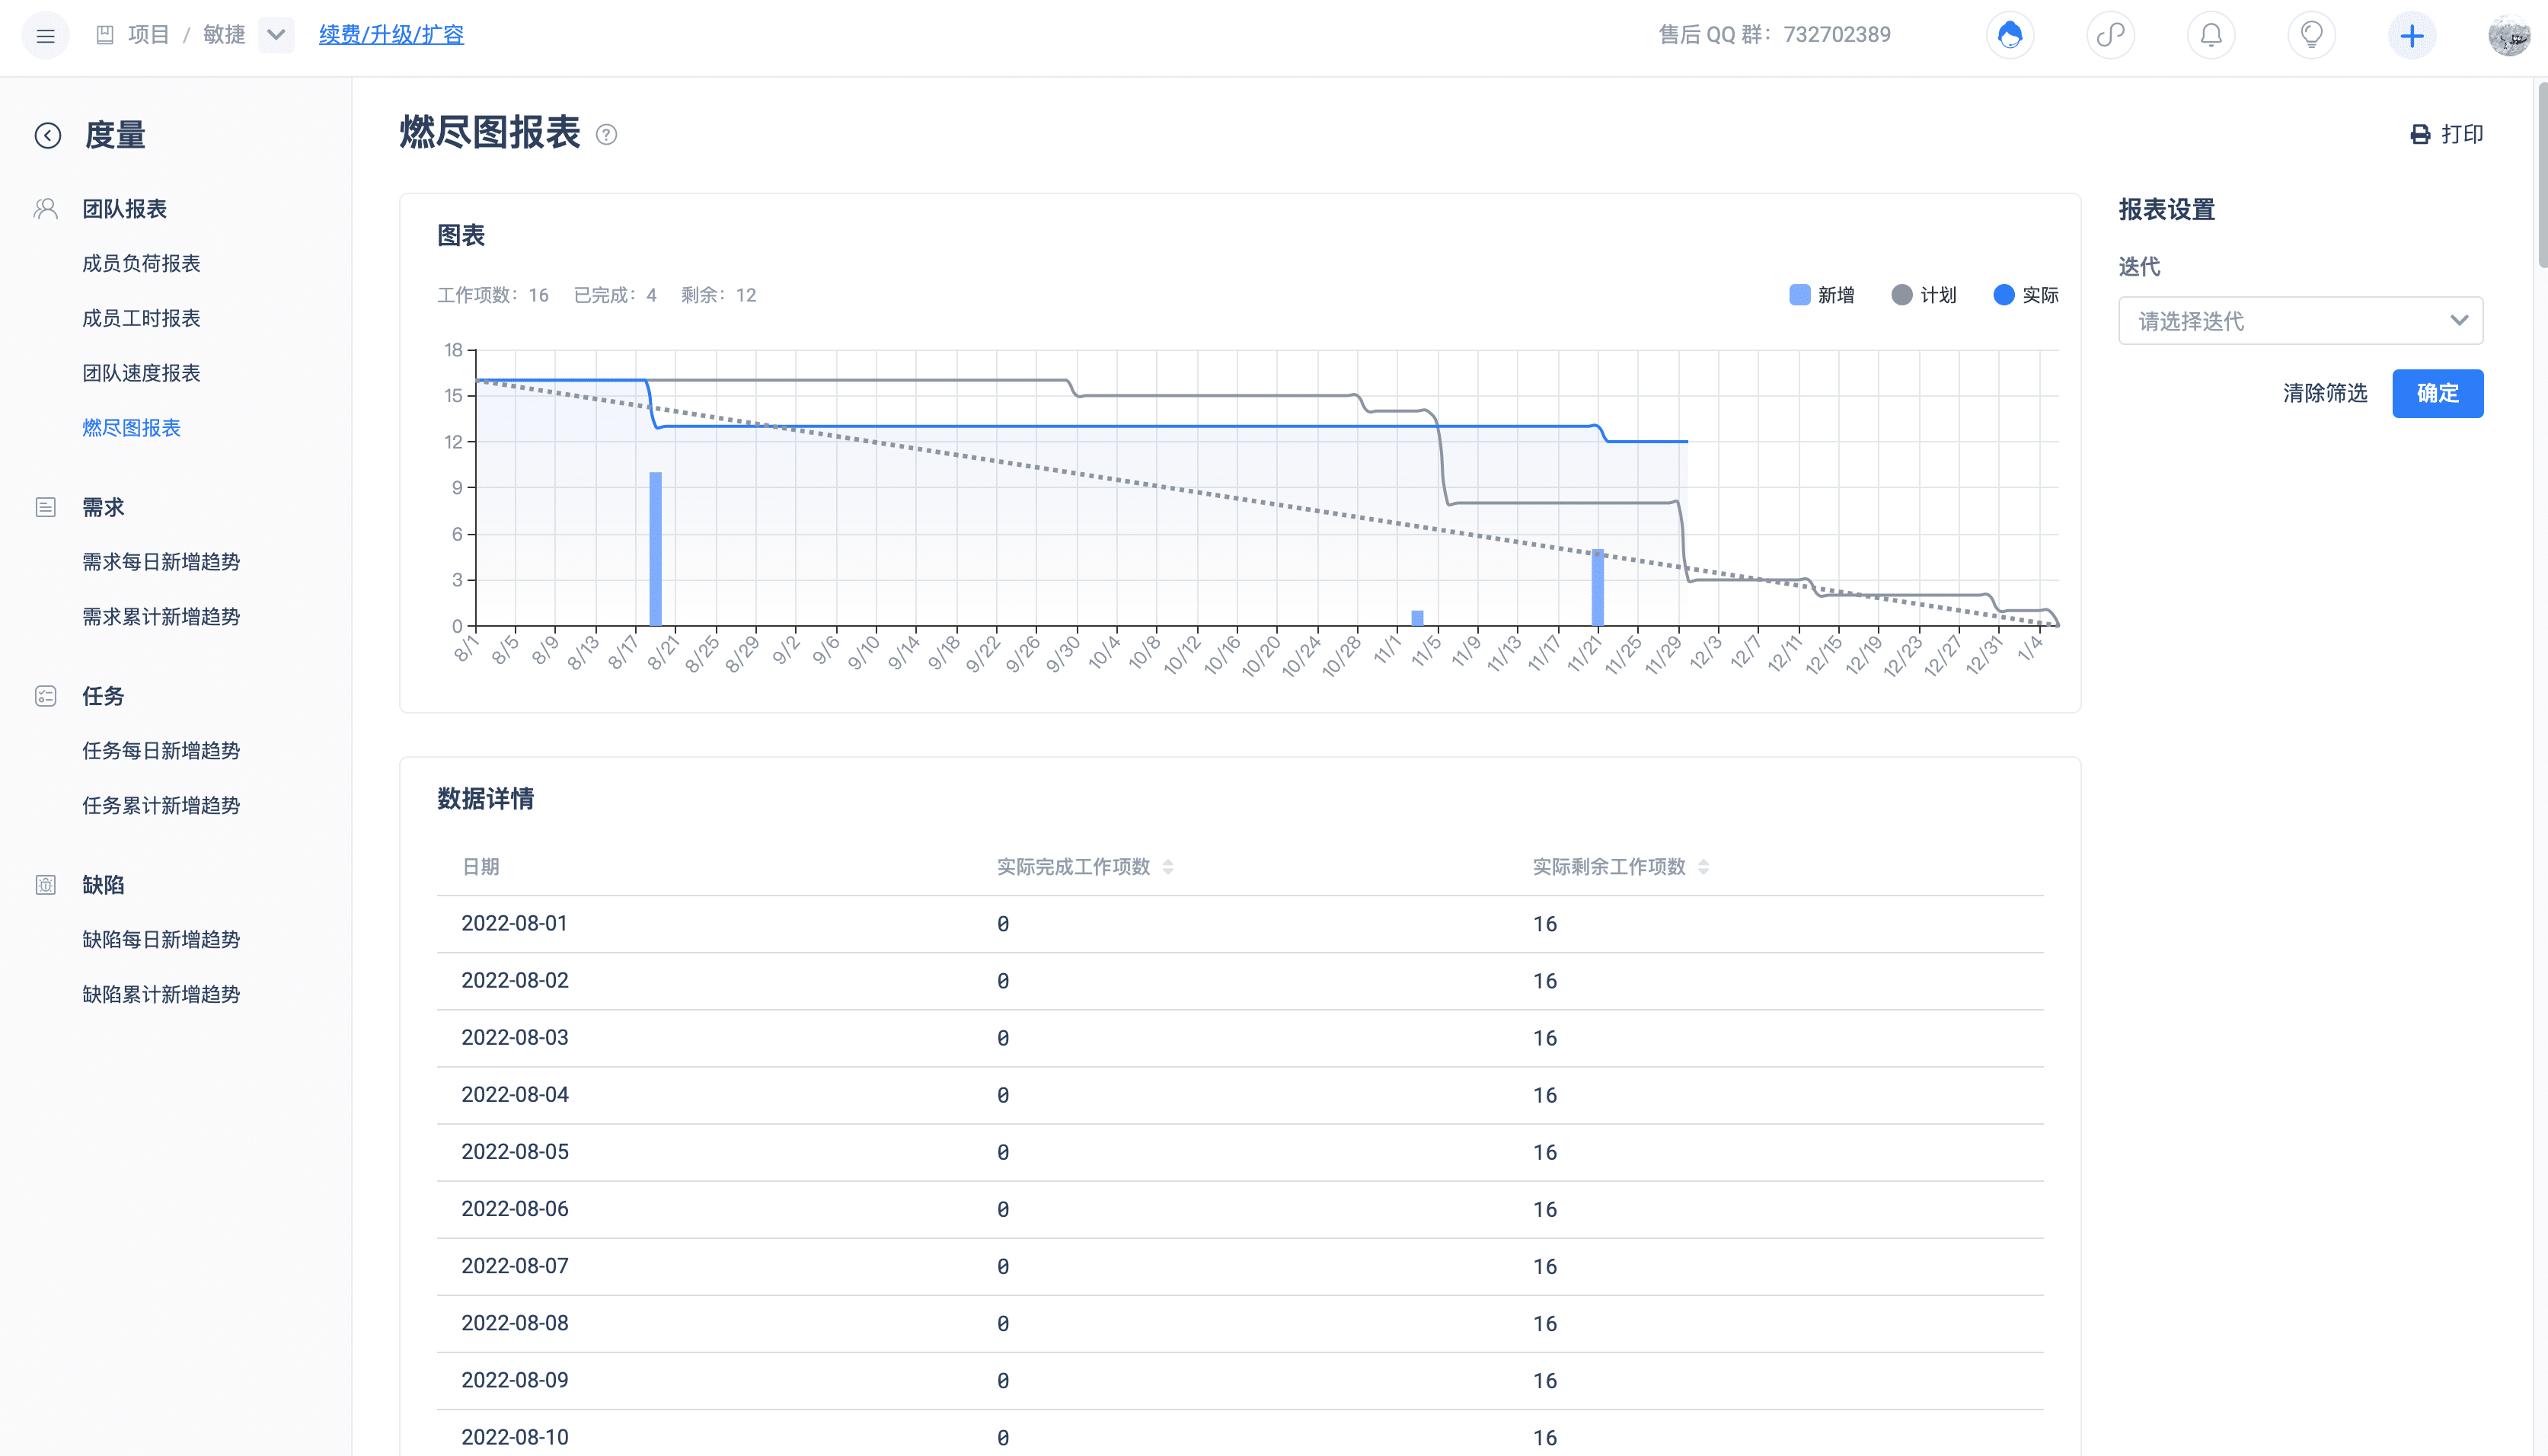 项目 / 敏捷 续费/升级/扩容 售后 QQ 群：732702389
度量
团队报表
成员负荷报表
成员工时报表
团队速度报表
燃尽图报表
需求
需求每日新增趋势
需求累计新增趋势
任务
任务每日新增趋势
任务累计新增趋势
缺陷
缺陷每日新增趋势
缺陷累计新增趋势
燃尽图报表 ?
打印
图表
工作项数：16 已完成：4 剩余：12
新增 计划 实际
18
15
12
9
6
3
0
8/1 8/5 8/9 8/13 8/17 8/21 8/25 8/29 9/2 9/6 9/10 9/14 9/18 9/22 9/26 9/30 10/4 10/8 10/12 10/16 10/20 10/24 10/28 11/1 11/5 11/9 11/13 11/17 11/21 11/25 11/29 12/3 12/7 12/11 12/15 12/19 12/23 12/27 12/31 1/4
报表设置
迭代
请选择迭代
清除筛选 确定
数据详情
日期 实际完成工作项数 实际剩余工作项数
2022-08-01 0 16
2022-08-02 0 16
2022-08-03 0 16
2022-08-04 0 16
2022-08-05 0 16
2022-08-06 0 16
2022-08-07 0 16
2022-08-08 0 16
2022-08-09 0 16
2022-08-10 0 16